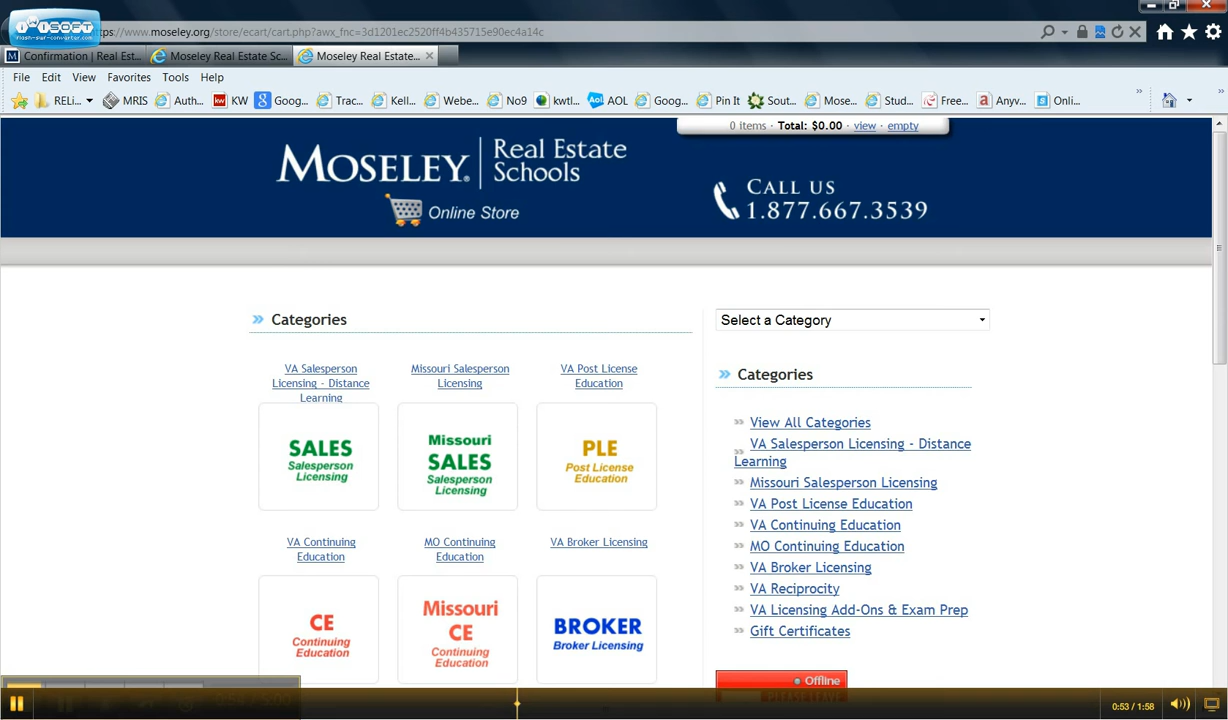 iWiSOFT
flash-swf-converter.com
ttps://www.moseley.org/store/ecart/cart.php?awx_fnc=3d1201ec2520ff4b435715e90ec4a14c
Confirmation | Real Est...
Moseley Real Estate Sc...
Moseley Real Estate...
File Edit View Favorites Tools Help
RELi... MRIS Auth... KW Goog... Trac... Kell... Webe... No9 kwtl... AOL Goog... Pin It Sout... Mose... Stud... Free... Anyv... Onli...
0 items · Total: $0.00 · view · empty
MOSELEY. Real Estate Schools
Online Store
CALL US
1.877.667.3539
Categories
VA Salesperson
Licensing - Distance
Learning
Missouri Salesperson
Licensing
VA Post License
Education
SALES
Salesperson
Licensing
Missouri
SALES
Salesperson
Licensing
PLE
Post License
Education
VA Continuing
Education
MO Continuing
Education
VA Broker Licensing
CE
Continuing
Education
Missouri
CE
Continuing
Education
BROKER
Broker Licensing
Select a Category
Categories
View All Categories
VA Salesperson Licensing - Distance
Learning
Missouri Salesperson Licensing
VA Post License Education
VA Continuing Education
MO Continuing Education
VA Broker Licensing
VA Reciprocity
VA Licensing Add-Ons & Exam Prep
Gift Certificates
Offline
0:53 / 1:58